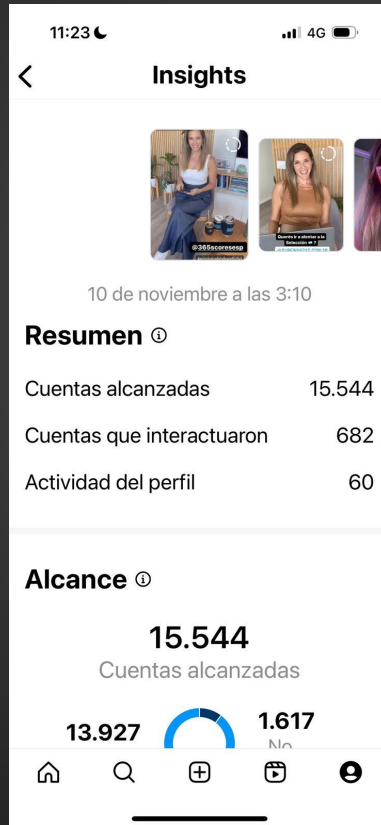 11:23
4G
Insights
@365scoresesp
10 de noviembre a las 3:10
Resumen
Cuentas alcanzadas 15.544
Cuentas que interactuaron 682
Actividad del perfil 60
Alcance
15.544
Cuentas alcanzadas
13.927
1.617
No